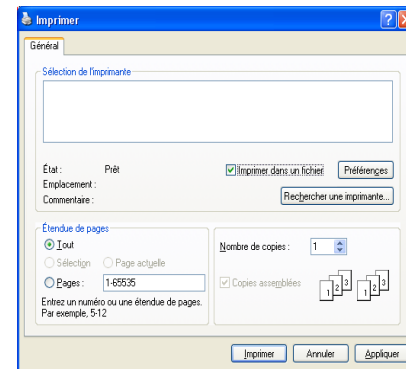 Imprimer
Général
Sélection de l'imprimante
État : Prêt
Imprimer dans un fichier
Préférences
Emplacement :
Commentaire :
Rechercher une imprimante...
Étendue de pages
Tout
Sélection Page actuelle
Pages : 1-65535
Entrez un numéro ou une étendue de pages.
Par exemple, 5-12
Nombre de copies : 1
Copies assemblées
1 2 3 1 2 3
Imprimer Annuler Appliquer